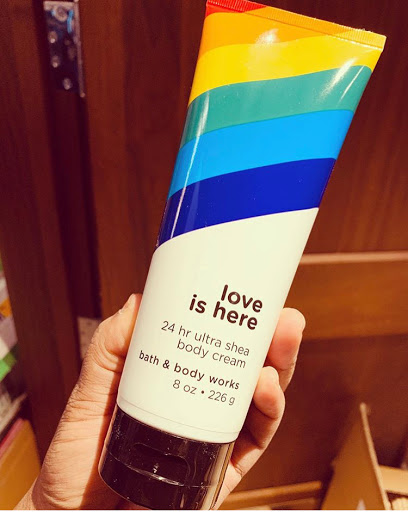 love
is here
24 hr ultra shea
body cream
bath & body works
8 oz • 226 g